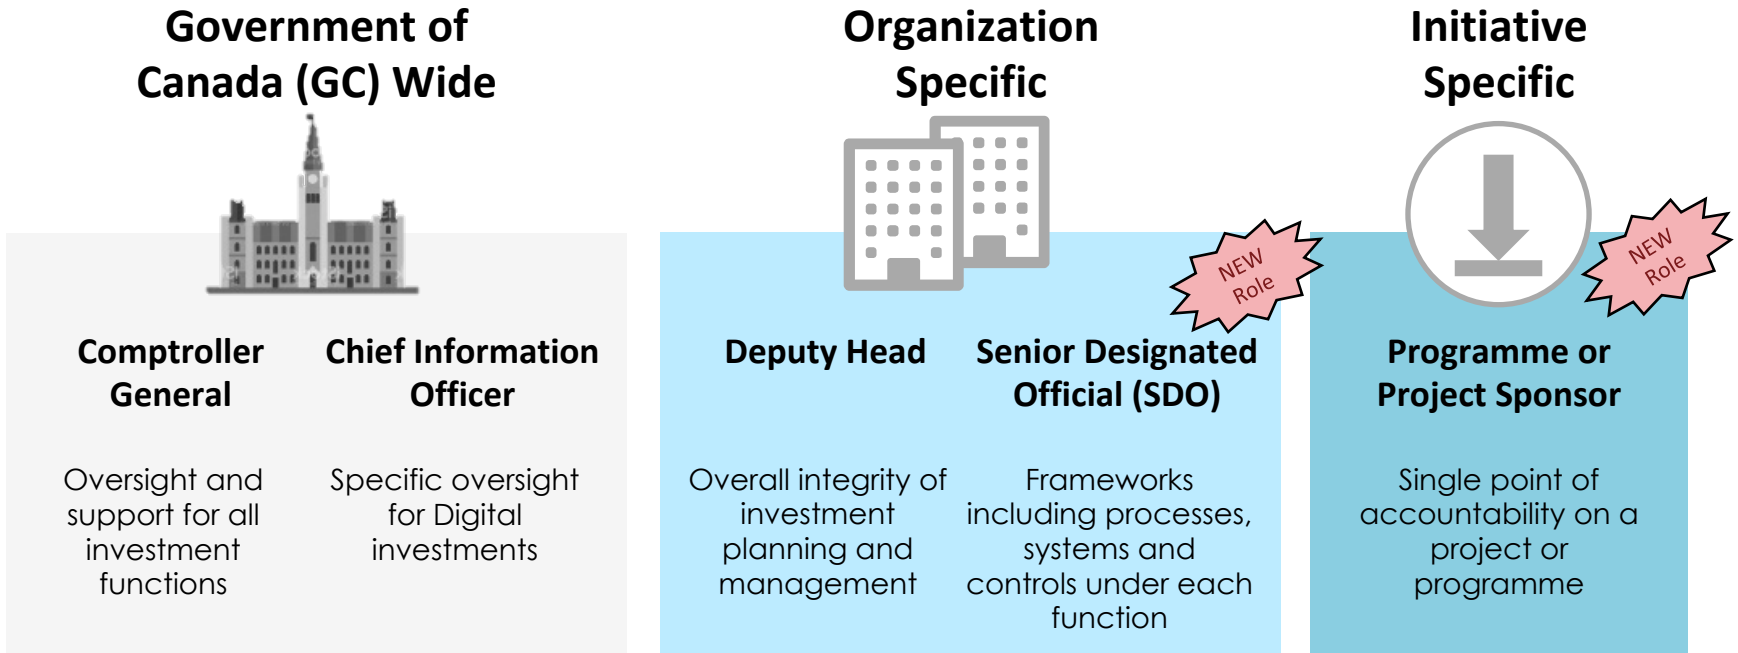 Government of
Canada (GC) Wide
Comptroller
General
Oversight and
support for all
investment
functions
Chief Information
Officer
Specific oversight
for Digital
investments
Organization
Specific
Deputy Head
Overall integrity of
investment
planning and
management
NEW
Role
Senior Designated
Official (SDO)
Frameworks
including processes,
systems and
controls under each
function
Initiative
Specific
NEW
Role
Programme or
Project Sponsor
Single point of
accountability on a
project or
programme